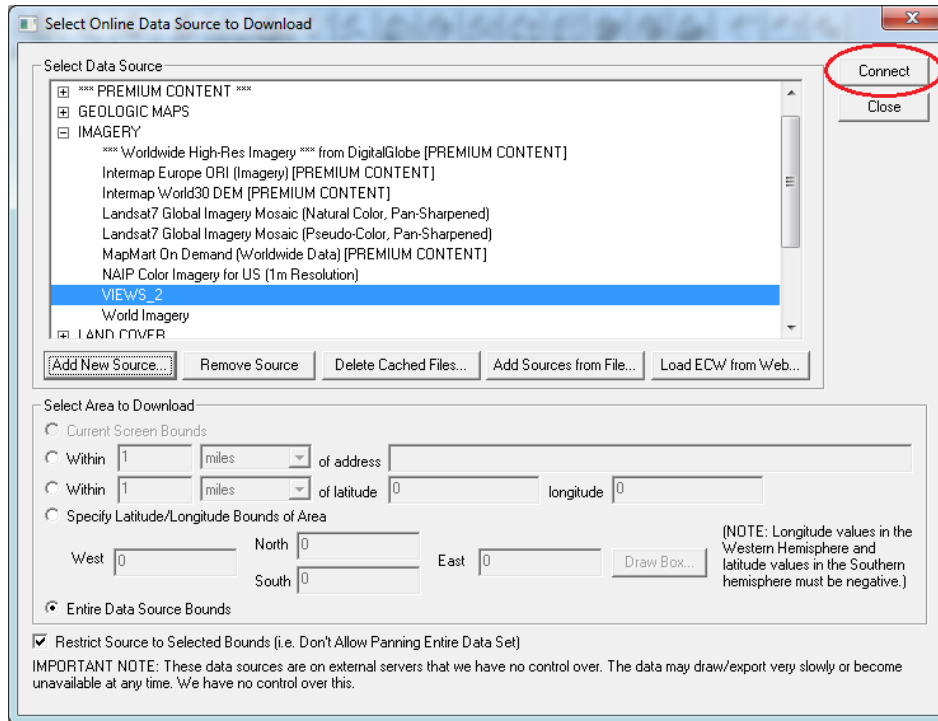 Select Online Data Source to Download
Select Data Source
*** PREMIUM CONTENT ***
GEOLOGIC MAPS
IMAGERY
*** Worldwide High-Res Imagery *** from DigitalGlobe [PREMIUM CONTENT]
Intermap Europe ORI (Imagery) [PREMIUM CONTENT]
Intermap World30 DEM [PREMIUM CONTENT]
Landsat7 Global Imagery Mosaic (Natural Color, Pan-Sharpened)
Landsat7 Global Imagery Mosaic (Pseudo-Color, Pan-Sharpened)
MapMart On Demand (Worldwide Data) [PREMIUM CONTENT]
NAIP Color Imagery for US (1m Resolution)
VIEWS_2
World Imagery
LAND COVER
Connect
Close
Add New Source... Remove Source Delete Cached Files... Add Sources from File... Load ECW from Web...
Select Area to Download
Current Screen Bounds
Within 1 miles of address
Within 1 miles of latitude 0 longitude 0
Specify Latitude/Longitude Bounds of Area
North 0
West 0 East 0 Draw Box...
South 0
(NOTE: Longitude values in the
Western Hemisphere and
latitude values in the Southern
hemisphere must be negative.)
Entire Data Source Bounds
Restrict Source to Selected Bounds (i.e. Don't Allow Panning Entire Data Set)
IMPORTANT NOTE: These data sources are on external servers that we have no control over. The data may draw/export very slowly or become
unavailable at any time. We have no control over this.